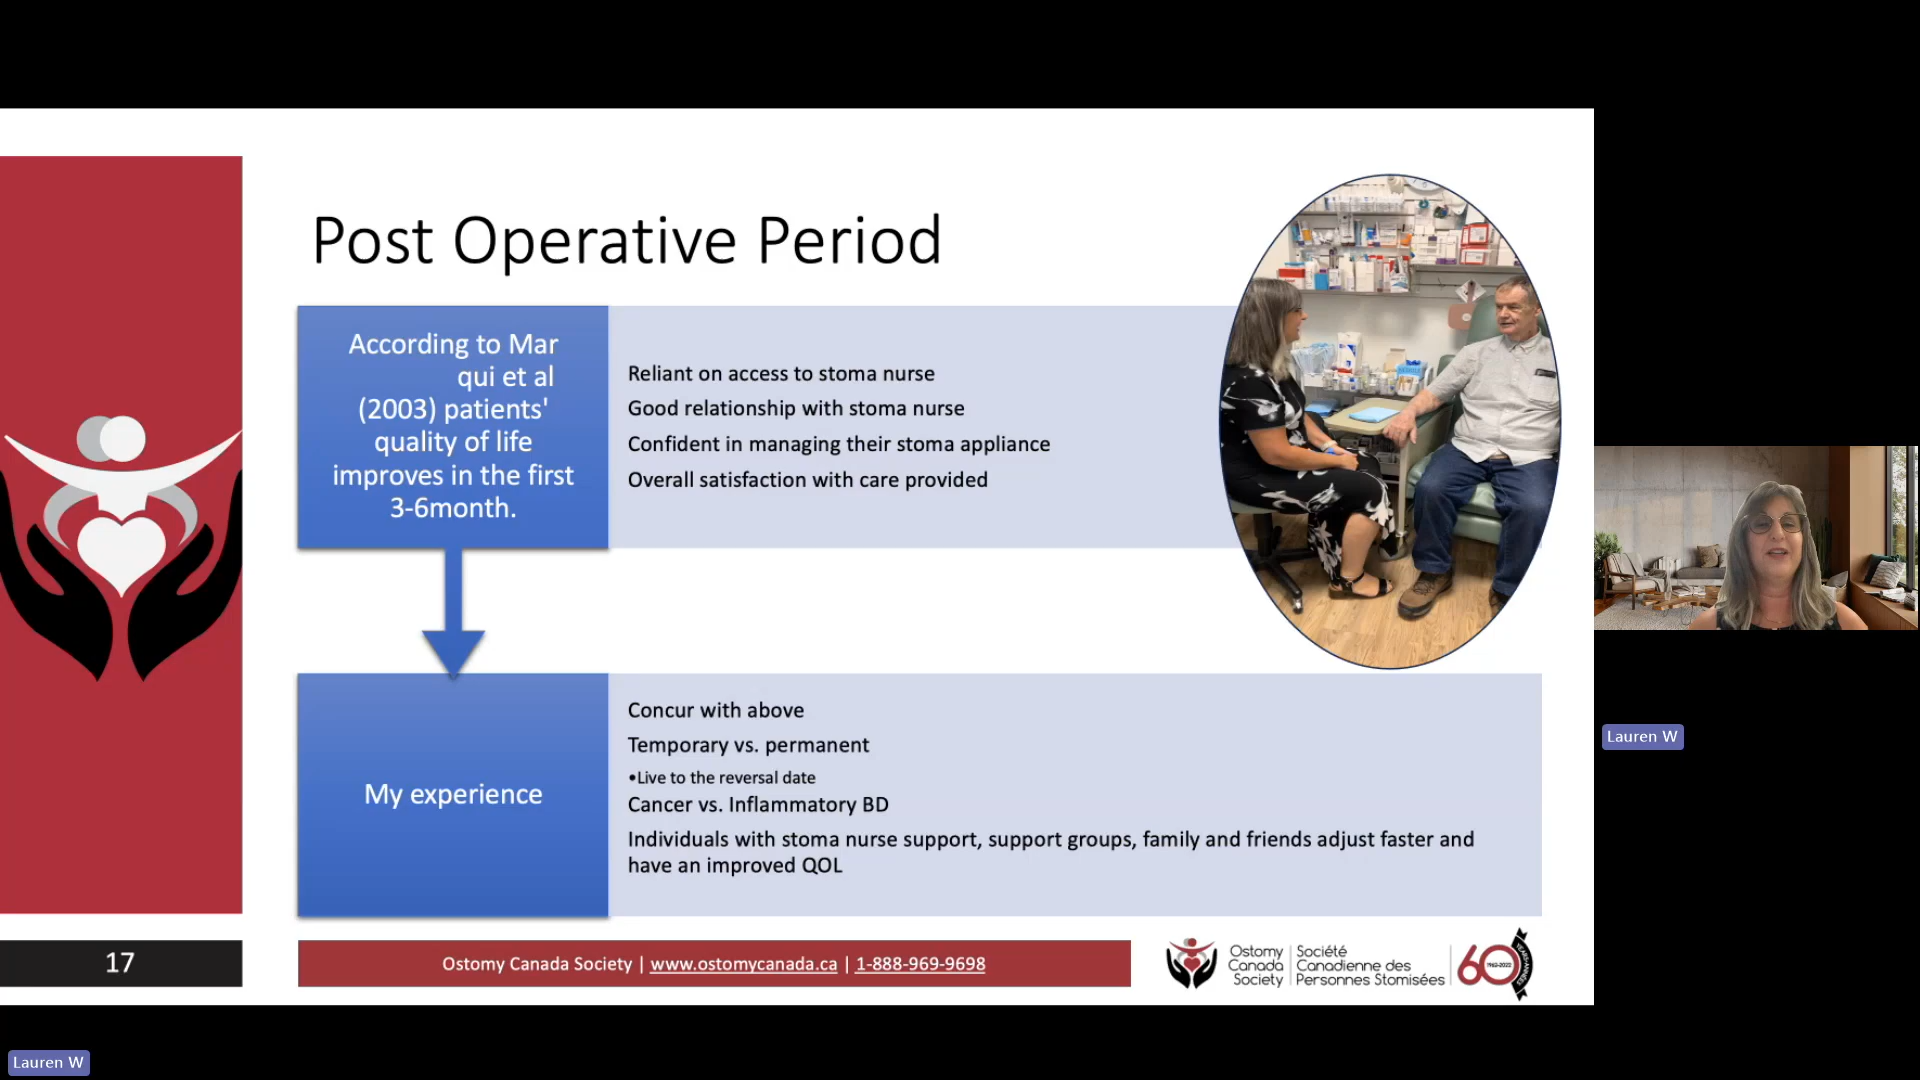 Post Operative Period
According to Mar
qui et al
(2003) patients'
quality of life
improves in the first
3-6month.
Reliant on access to stoma nurse
Good relationship with stoma nurse
Confident in managing their stoma appliance
Overall satisfaction with care provided
My experience
Concur with above
Temporary vs. permanent
•Live to the reversal date
Cancer vs. Inflammatory BD
Individuals with stoma nurse support, support groups, family and friends adjust faster and
have an improved QOL
17
Ostomy Canada Society | www.ostomycanada.ca | 1-888-969-9698
Ostomy
Canada
Society
Société
Canadienne des
Personnes Stomisées
60
1962-2022
YEARS•ANNÉES
Lauren W
Lauren W